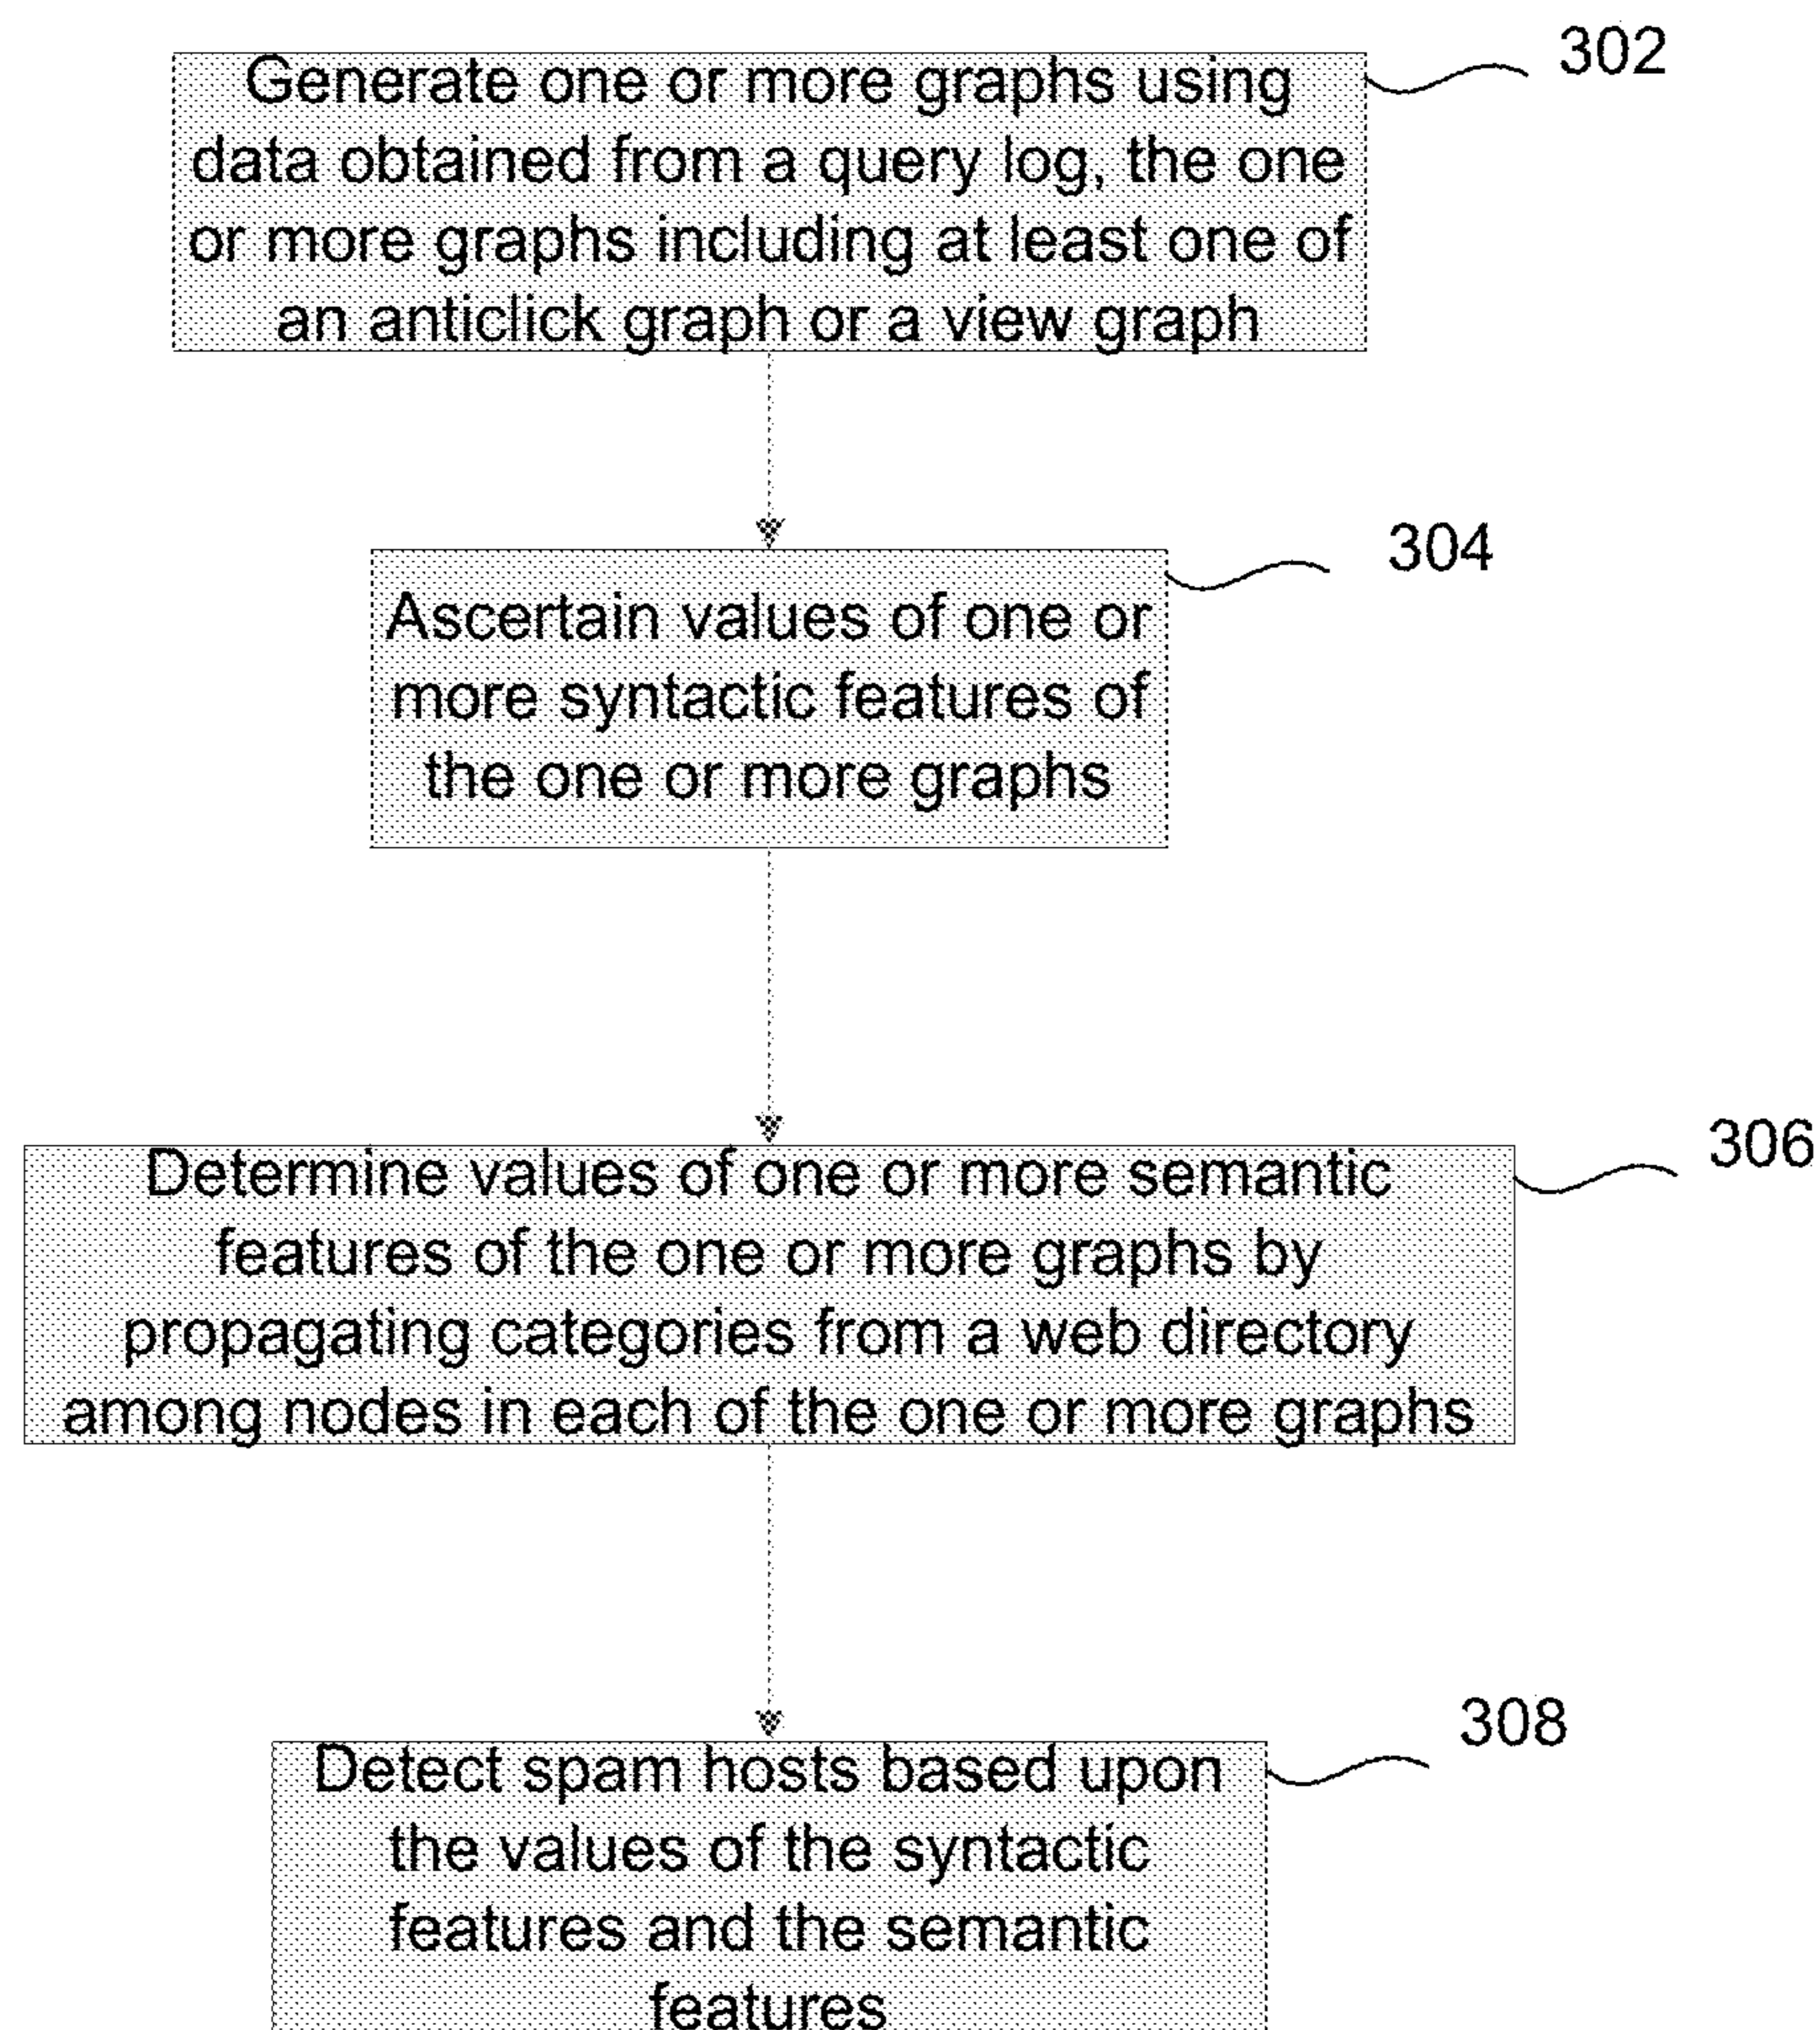 302
Generate one or more graphs using
data obtained from a query log, the one
or more graphs including at least one of
an anticlick graph or a view graph
304
Ascertain values of one or
more syntactic features of
the one or more graphs
306
Determine values of one or more semantic
features of the one or more graphs by
propagating categories from a web directory
among nodes in each of the one or more graphs
308
Detect spam hosts based upon
the values of the syntactic
features and the semantic
features